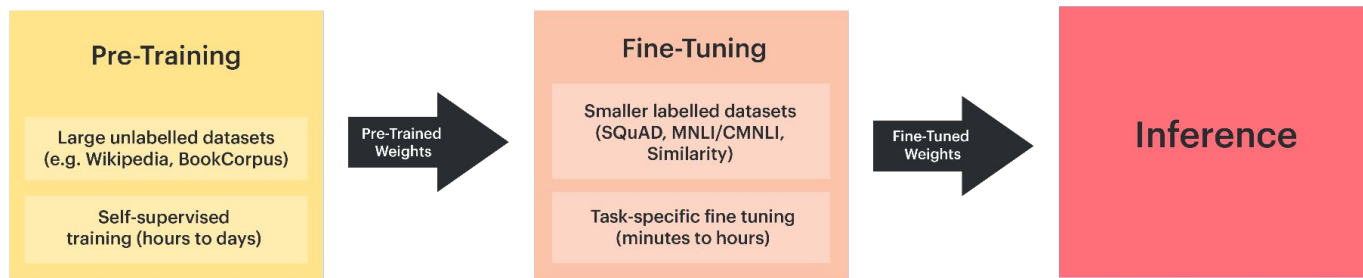 Pre-Training
Large unlabelled datasets
(e.g. Wikipedia, BookCorpus)
Self-supervised
training (hours to days)
Pre-Trained
Weights
Fine-Tuning
Smaller labelled datasets
(SQuAD, MNLI/CMNLI,
Similarity)
Task-specific fine tuning
(minutes to hours)
Fine-Tuned
Weights
Inference